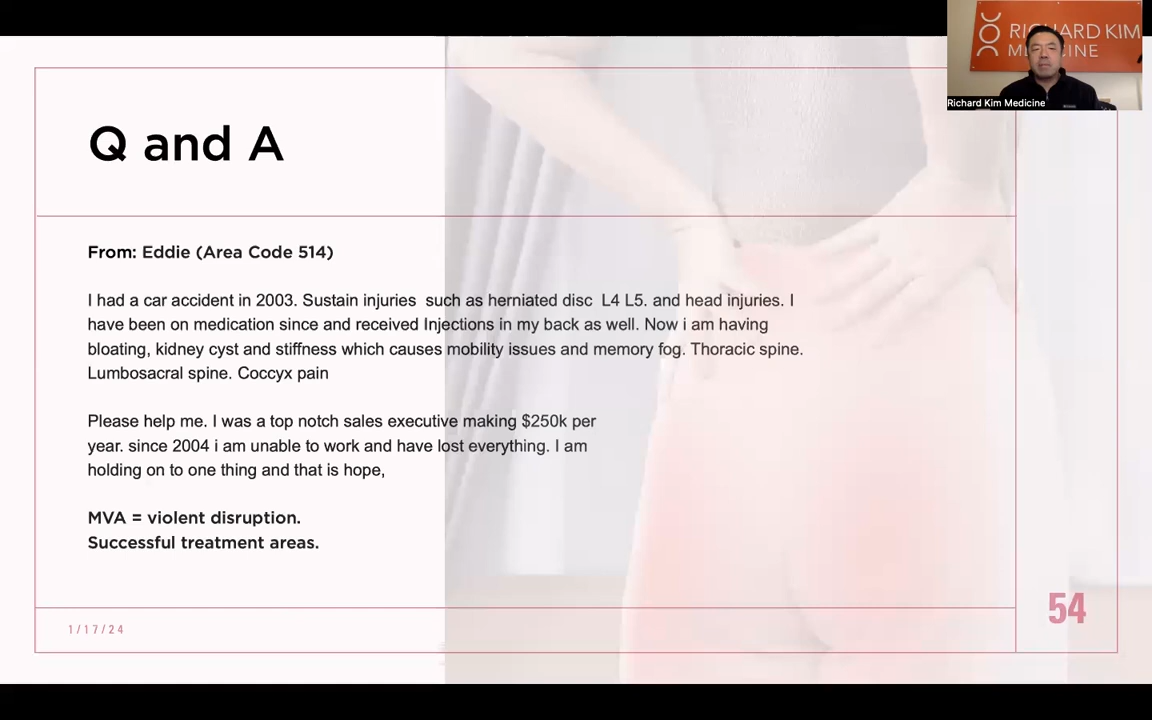 RICHARD KIM
MEDICINE
Richard Kim Medicine
Q and A
From: Eddie (Area Code 514)
I had a car accident in 2003. Sustain injuries  such as herniated disc  L4 L5. and head injuries. I
have been on medication since and received Injections in my back as well. Now i am having
bloating, kidney cyst and stiffness which causes mobility issues and memory fog. Thoracic spine.
Lumbosacral spine. Coccyx pain
Please help me. I was a top notch sales executive making $250k per
year. since 2004 i am unable to work and have lost everything. I am
holding on to one thing and that is hope,
MVA = violent disruption.
Successful treatment areas.
1/17/24
54